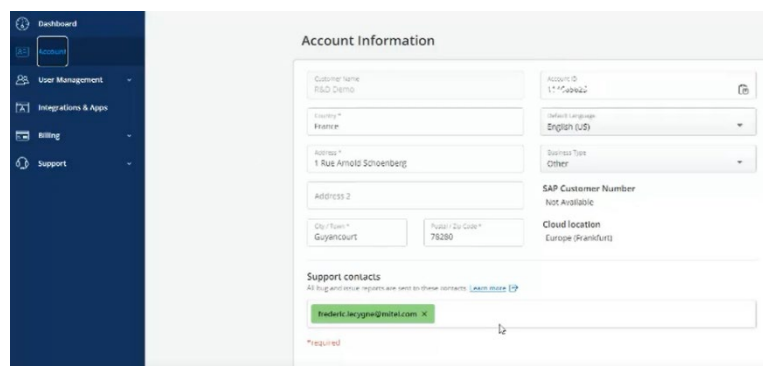 Dashboard
Account
User Management
Integrations & Apps
Billing
Support
Account Information
Customer Name
R&D Demo
Account ID
Country *
France
Default Language
English (US)
Address *
1 Rue Arnold Schoenberg
Business Type
Other
Address 2
SAP Customer Number
Not Available
City / Town *
Guyancourt
Postal / Zip Code *
78280
Cloud location
Europe (Frankfurt)
Support contacts
All bug and issue reports are sent to these contacts. Learn more
frederic.lecygne@mitel.com ×
*required